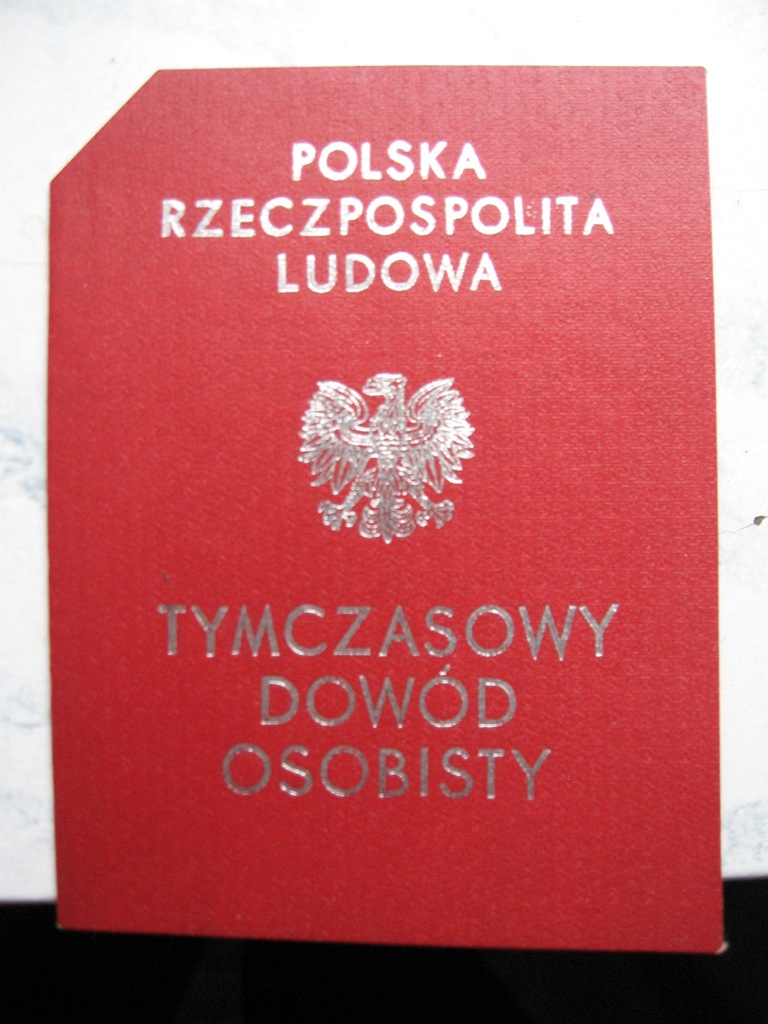 POLSKA
RZECZPOSPOLITA
LUDOWA
TYMCZASOWY
DOWÓD
OSOBISTY